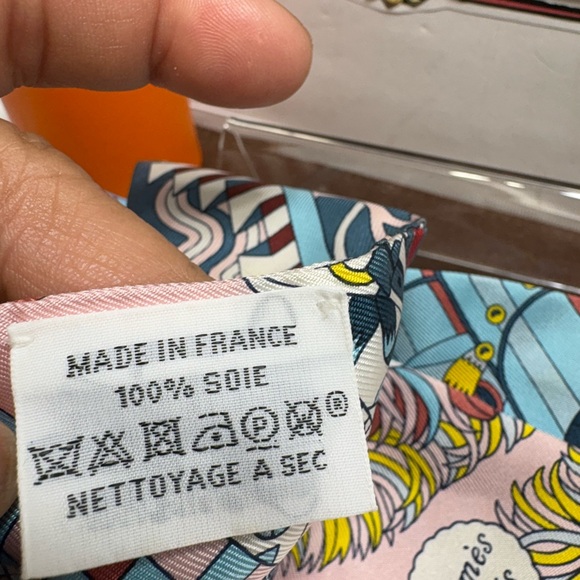 MADE IN FRANCE
100% SOIE
P ®
NETTOYAGE A SEC